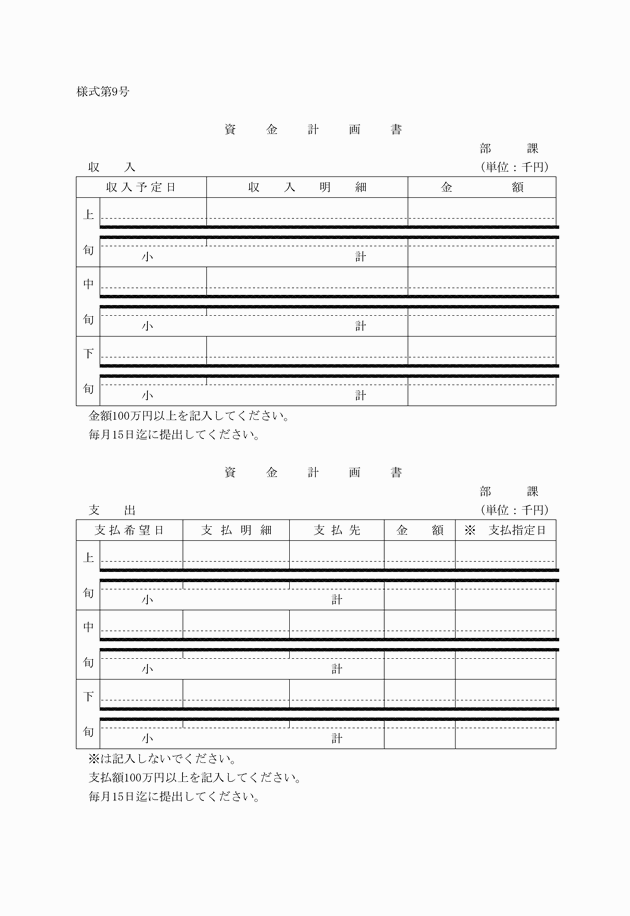 様式第9号
資　金　計　画　書
部　　課
収　　入　　　　　　　　　　（単位：千円）
収入予定日　収　入　明　細　金　　額
上
旬　小　　計
中
旬　小　　計
下
旬　小　　計
金額100万円以上を記入してください。
毎月15日迄に提出してください。
資　金　計　画　書
部　　課
支　　出　　　　　　　　　　（単位：千円）
支払希望日　支払明細　支払先　金　額　※　支払指定日
上
旬　小　　計
中
旬　小　　計
下
旬　小　　計
※は記入しないでください。
支払額100万円以上を記入してください。
毎月15日迄に提出してください。